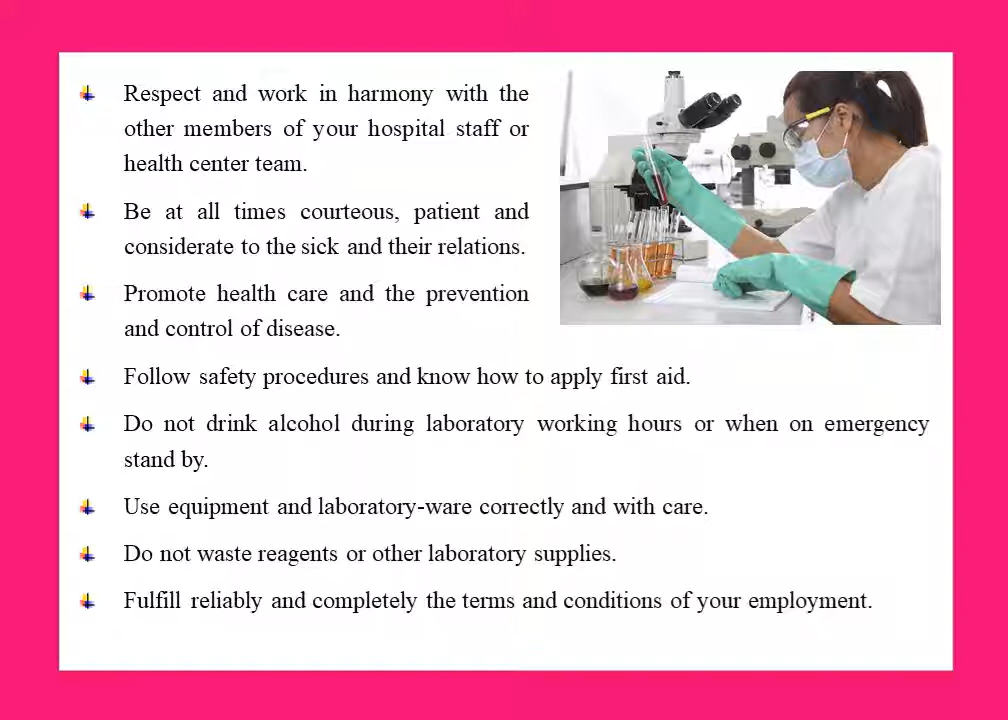 Respect and work in harmony with the
other members of your hospital staff or
health center team.
Be at all times courteous, patient and
considerate to the sick and their relations.
Promote health care and the prevention
and control of disease.
Follow safety procedures and know how to apply first aid.
Do not drink alcohol during laboratory working hours or when on emergency
stand by.
Use equipment and laboratory-ware correctly and with care.
Do not waste reagents or other laboratory supplies.
Fulfill reliably and completely the terms and conditions of your employment.